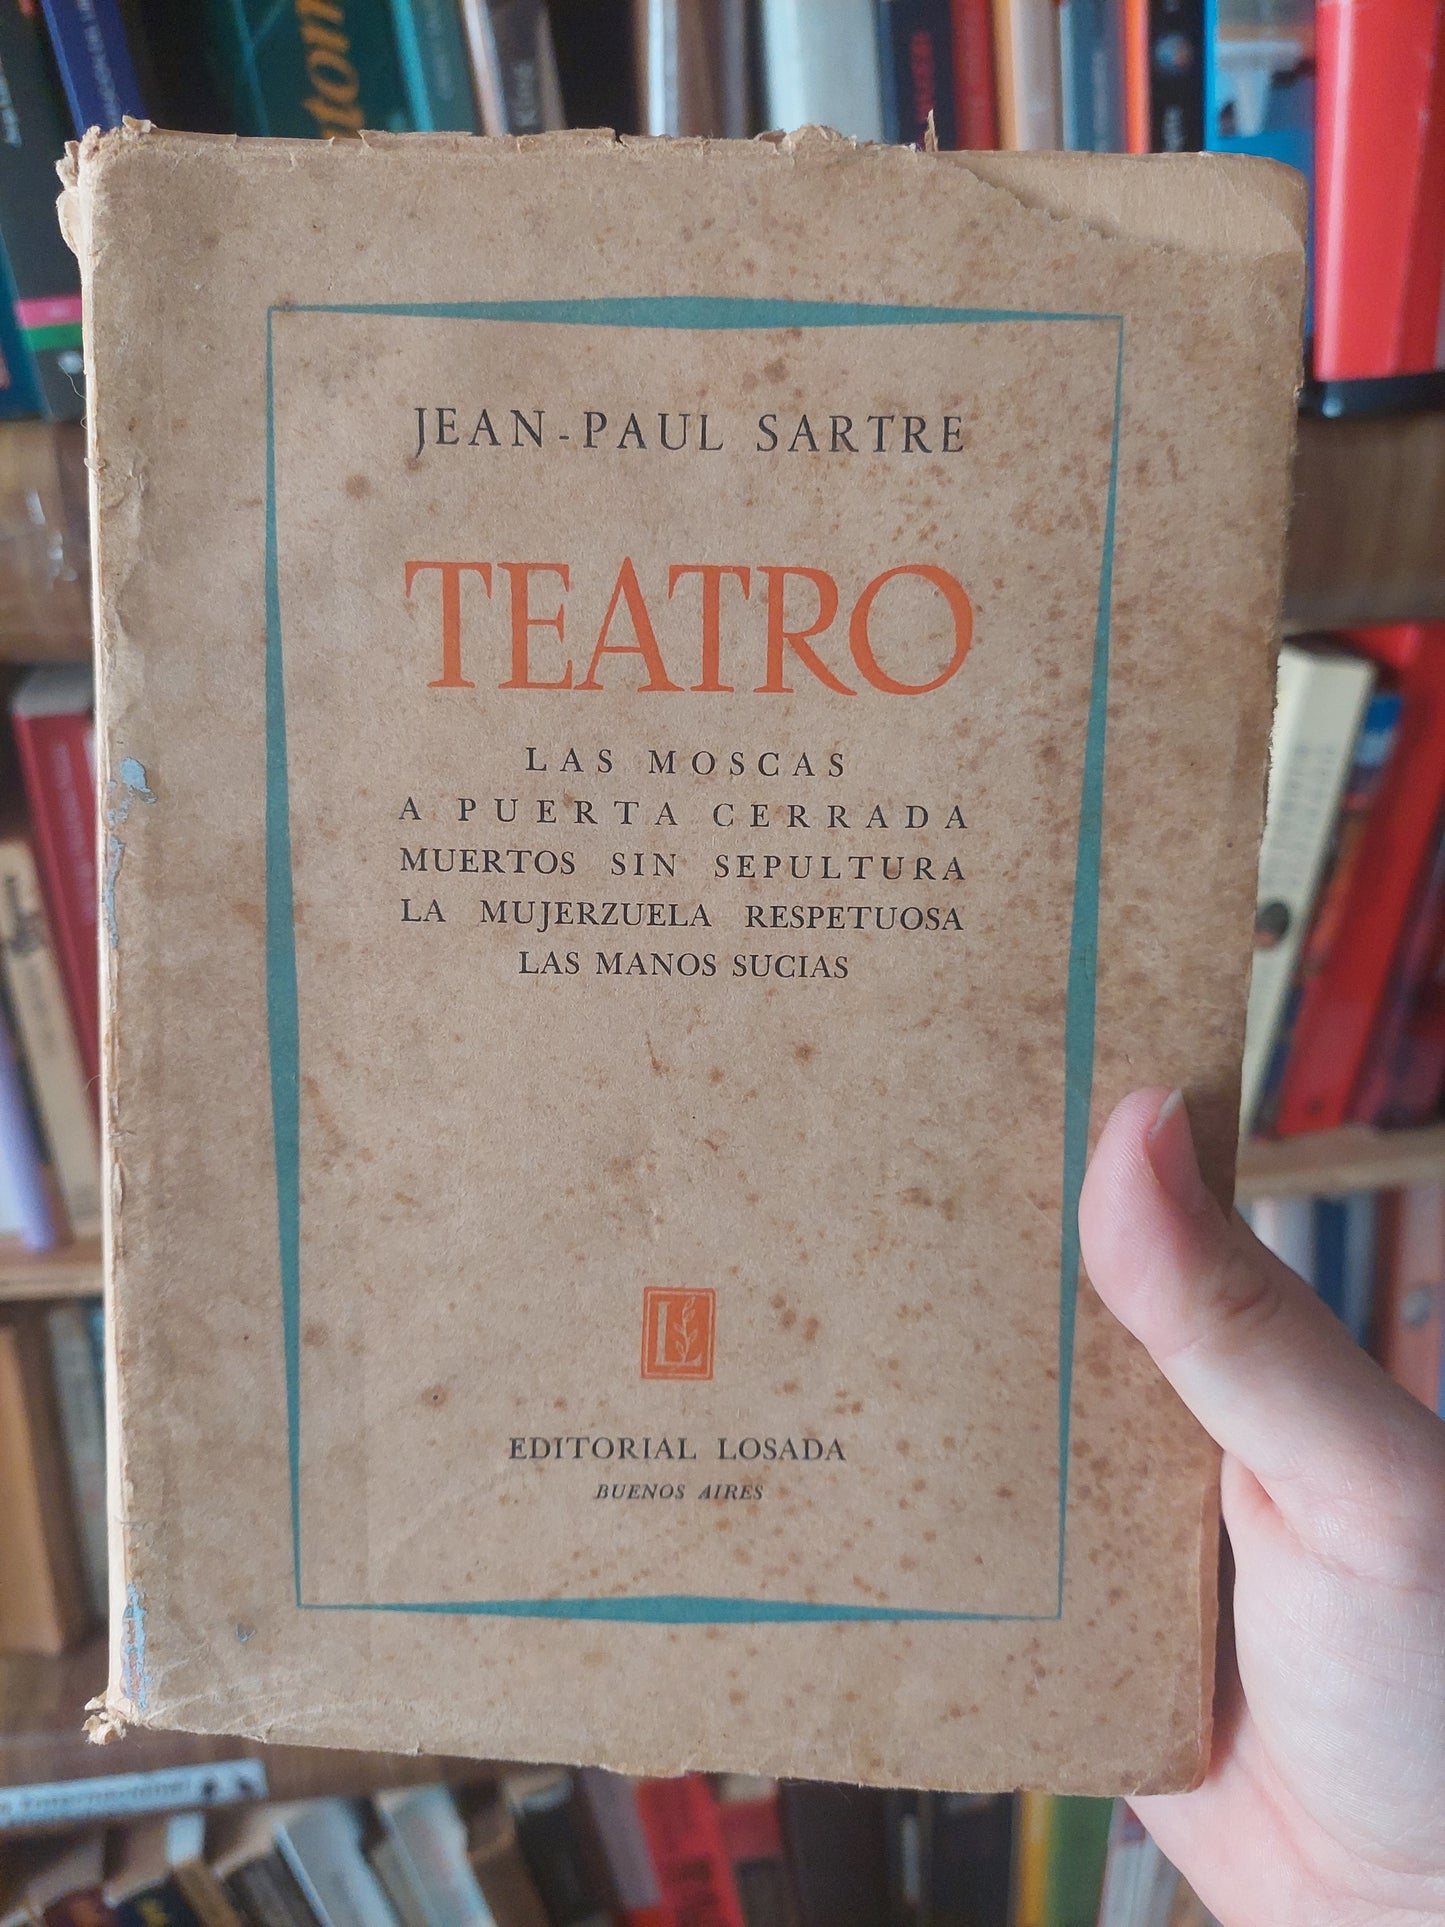 JEAN-PAUL SARTRE
TEATRO
LAS MOSCAS
A PUERTA CERRADA
MUERTOS SIN SEPULTURA
LA MUJERZUELA RESPETUOSA
LAS MANOS SUCIAS
L
EDITORIAL LOSADA
BUENOS AIRES
King